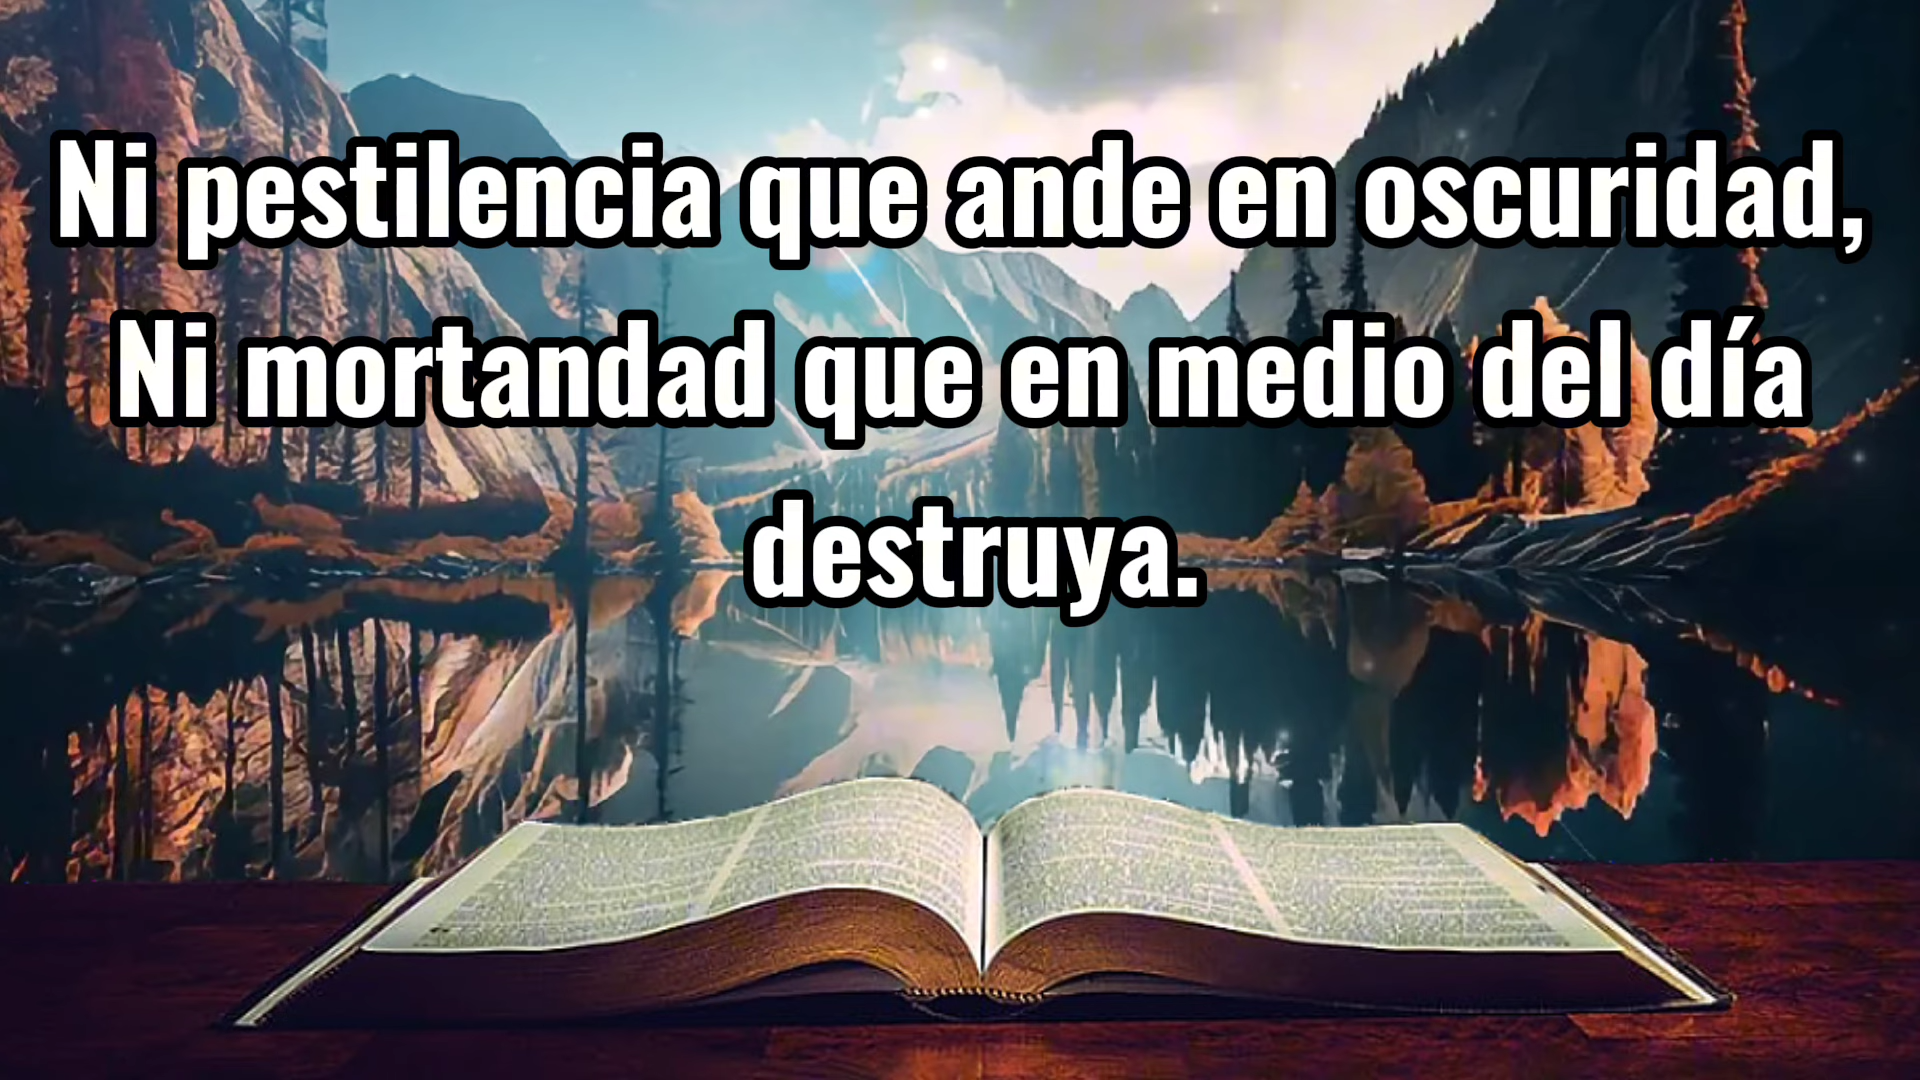 Ni pestilencia que ande en oscuridad,
Ni mortandad que en medio del día
destruya.